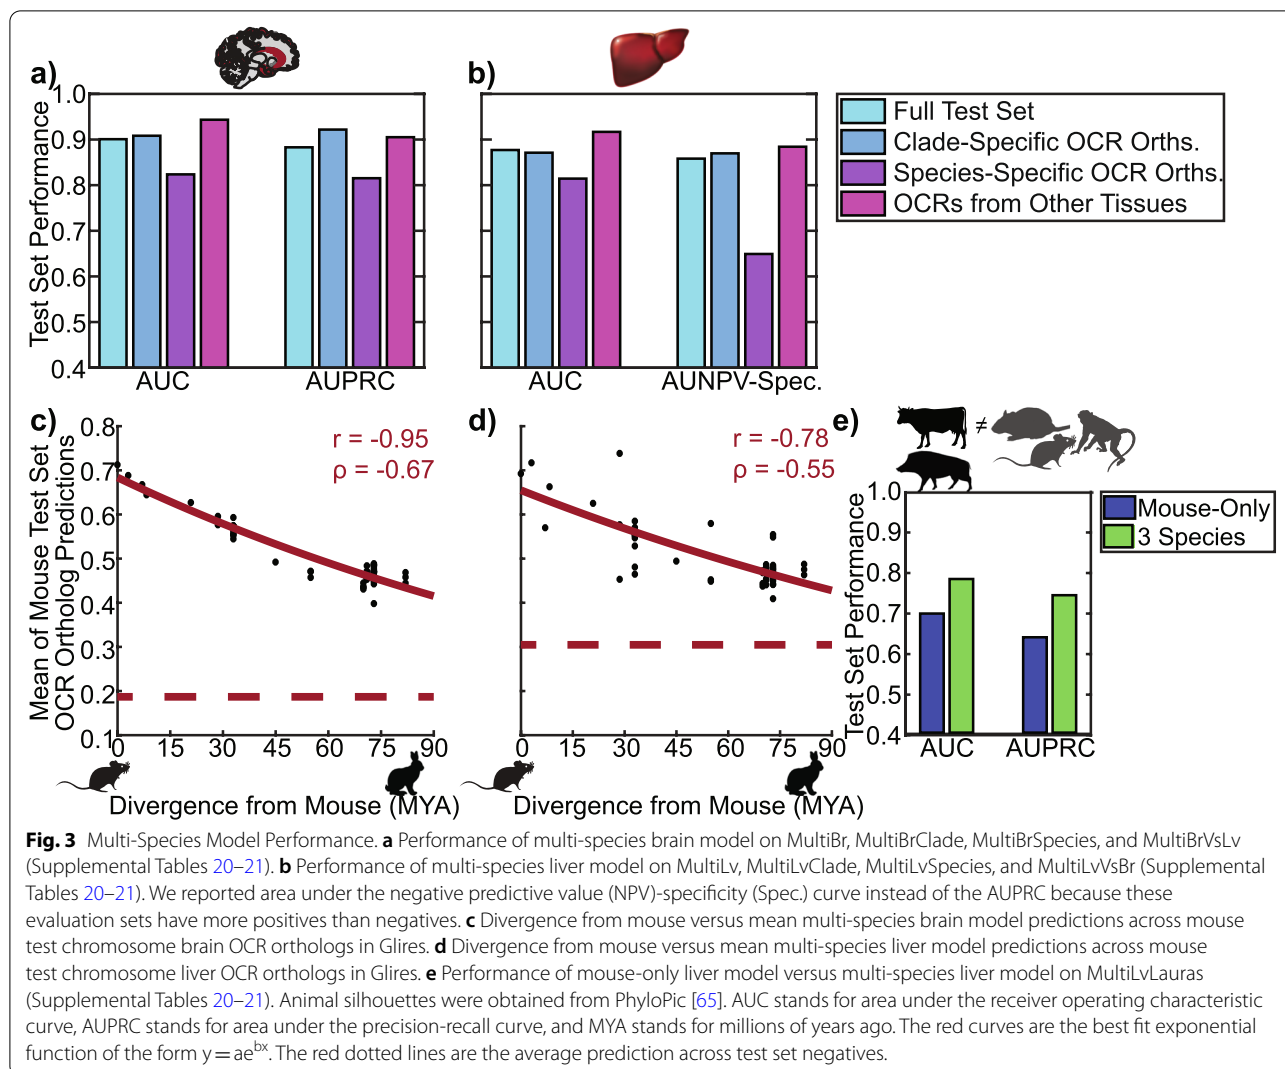 a)
b)
Test Set Performance
1.0
0.9
0.8
0.7
0.6
0.5
0.4
AUC
AUPRC
AUC
AUNPV-Spec.
Full Test Set
Clade-Specific OCR Orths.
Species-Specific OCR Orths.
OCRs from Other Tissues
c)
Mean of Mouse Test Set
OCR Ortholog Predictions
0.8
0.7
0.6
0.5
0.4
0.3
0.2
0.1
r = -0.95
ρ = -0.67
0 15 30 45 60 75 90
Divergence from Mouse (MYA)
d)
r = -0.78
ρ = -0.55
0 15 30 45 60 75 90
Divergence from Mouse (MYA)
e)
≠
Test Set Performance
1.0
0.9
0.8
0.7
0.6
0.5
0.4
AUC
AUPRC
Mouse-Only
3 Species
Fig. 3 Multi-Species Model Performance. a Performance of multi-species brain model on MultiBr, MultiBrClade, MultiBrSpecies, and MultiBrVsLv
(Supplemental Tables 20–21). b Performance of multi-species liver model on MultiLv, MultiLvClade, MultiLvSpecies, and MultiLvVsBr (Supplemental
Tables 20–21). We reported area under the negative predictive value (NPV)-specificity (Spec.) curve instead of the AUPRC because these
evaluation sets have more positives than negatives. c Divergence from mouse versus mean multi-species brain model predictions across mouse
test chromosome brain OCR orthologs in Glires. d Divergence from mouse versus mean multi-species liver model predictions across mouse
test chromosome liver OCR orthologs in Glires. e Performance of mouse-only liver model versus multi-species liver model on MultiLvLauras
(Supplemental Tables 20–21). Animal silhouettes were obtained from PhyloPic [65]. AUC stands for area under the receiver operating characteristic
curve, AUPRC stands for area under the precision-recall curve, and MYA stands for millions of years ago. The red curves are the best fit exponential
function of the form y = ae^bx. The red dotted lines are the average prediction across test set negatives.